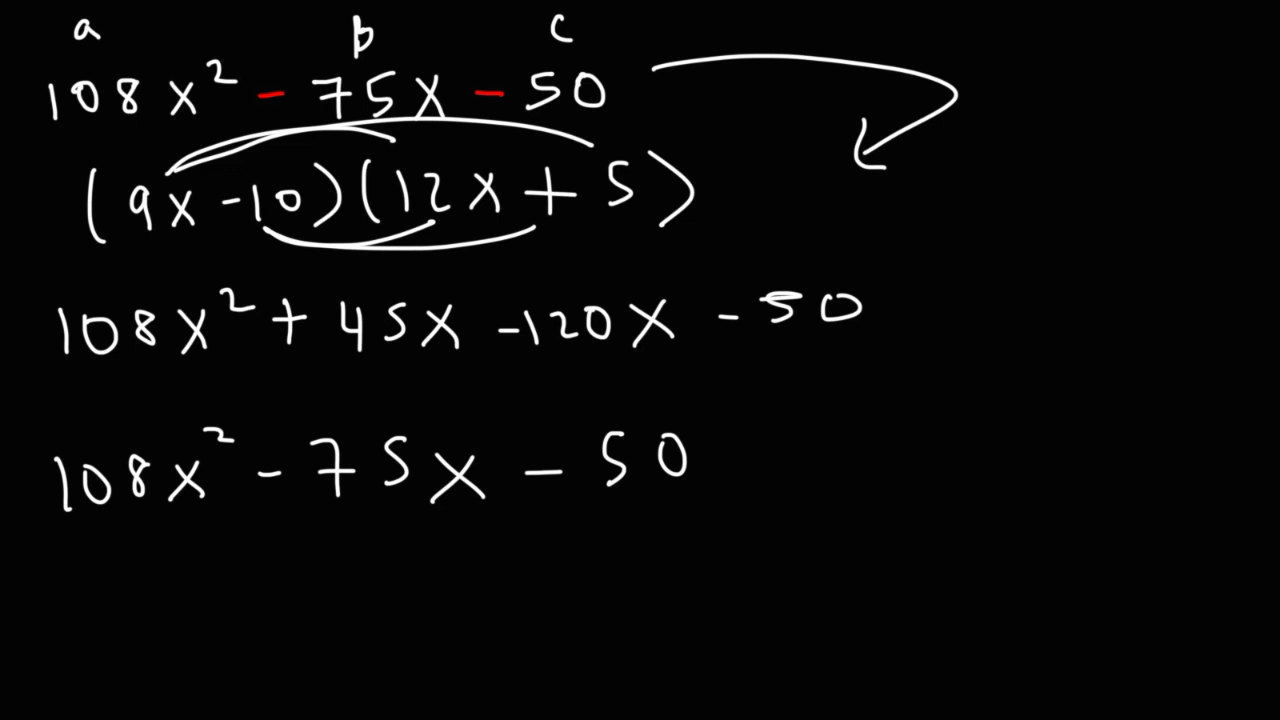 a b c
108x² - 75x - 50
(9x - 10)(12x + 5)
108x² + 45x - 120x - 50
108x² - 75x - 50